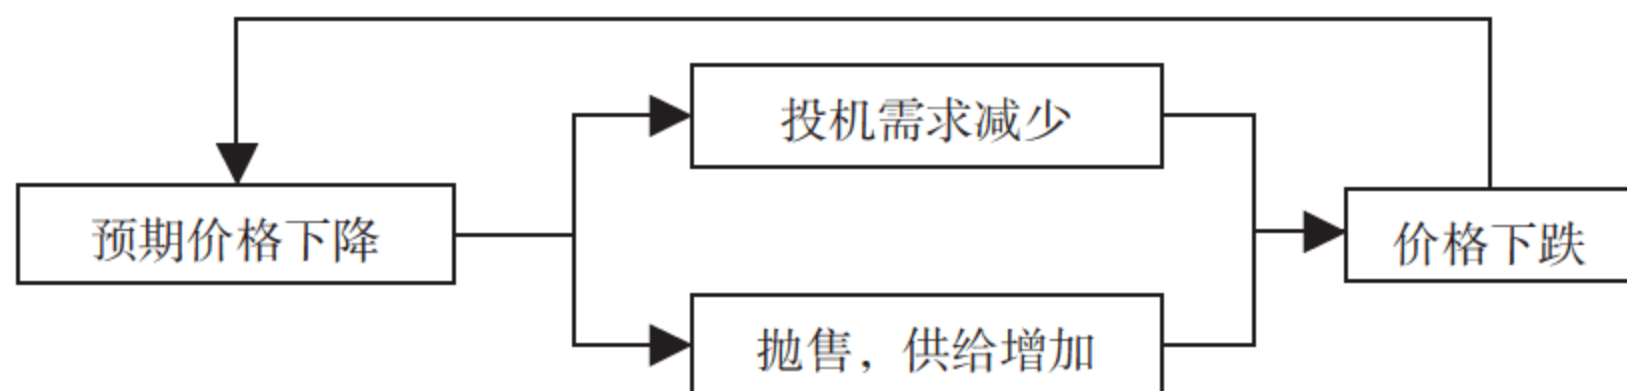 投机需求减少
预期价格下降
价格下跌
抛售，供给增加